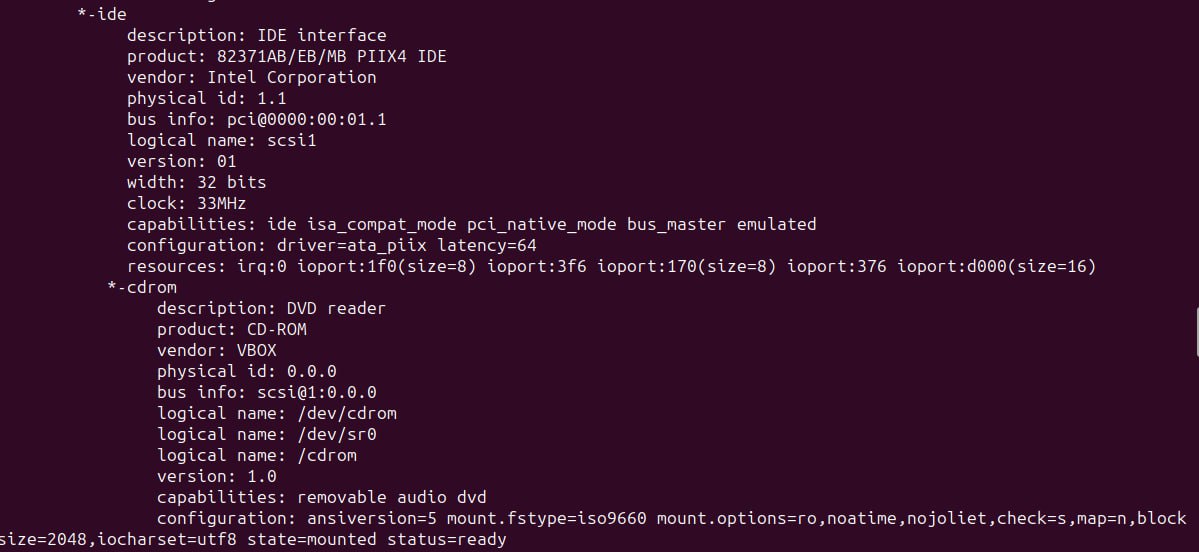 *-ide
description: IDE interface
product: 82371AB/EB/MB PIIX4 IDE
vendor: Intel Corporation
physical id: 1.1
bus info: pci@0000:00:01.1
logical name: scsi1
version: 01
width: 32 bits
clock: 33MHz
capabilities: ide isa_compat_mode pci_native_mode bus_master emulated
configuration: driver=ata_piix latency=64
resources: irq:0 ioport:1f0(size=8) ioport:3f6 ioport:170(size=8) ioport:376 ioport:d000(size=16)
*-cdrom
description: DVD reader
product: CD-ROM
vendor: VBOX
physical id: 0.0.0
bus info: scsi@1:0.0.0
logical name: /dev/cdrom
logical name: /dev/sr0
logical name: /cdrom
version: 1.0
capabilities: removable audio dvd
configuration: ansiversion=5 mount.fstype=iso9660 mount.options=ro,noatime,nojoliet,check=s,map=n,block
size=2048,iocharset=utf8 state=mounted status=ready